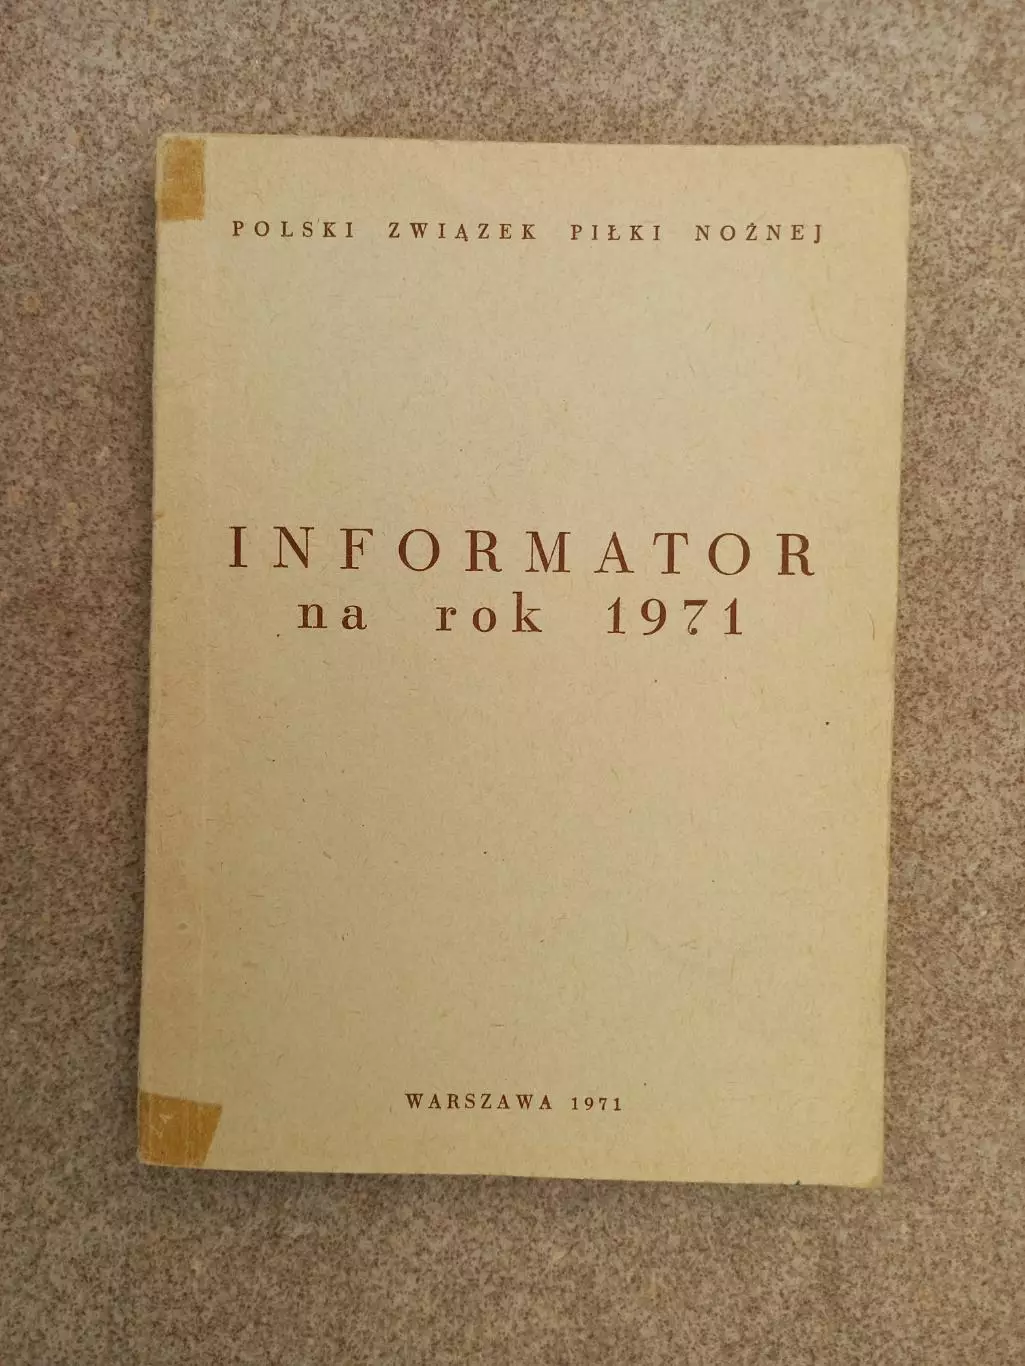 POLSKI ZWIĄZEK PIŁKI NOŻNEJ
INFORMATOR
na rok 1971
WARSZAWA 1971